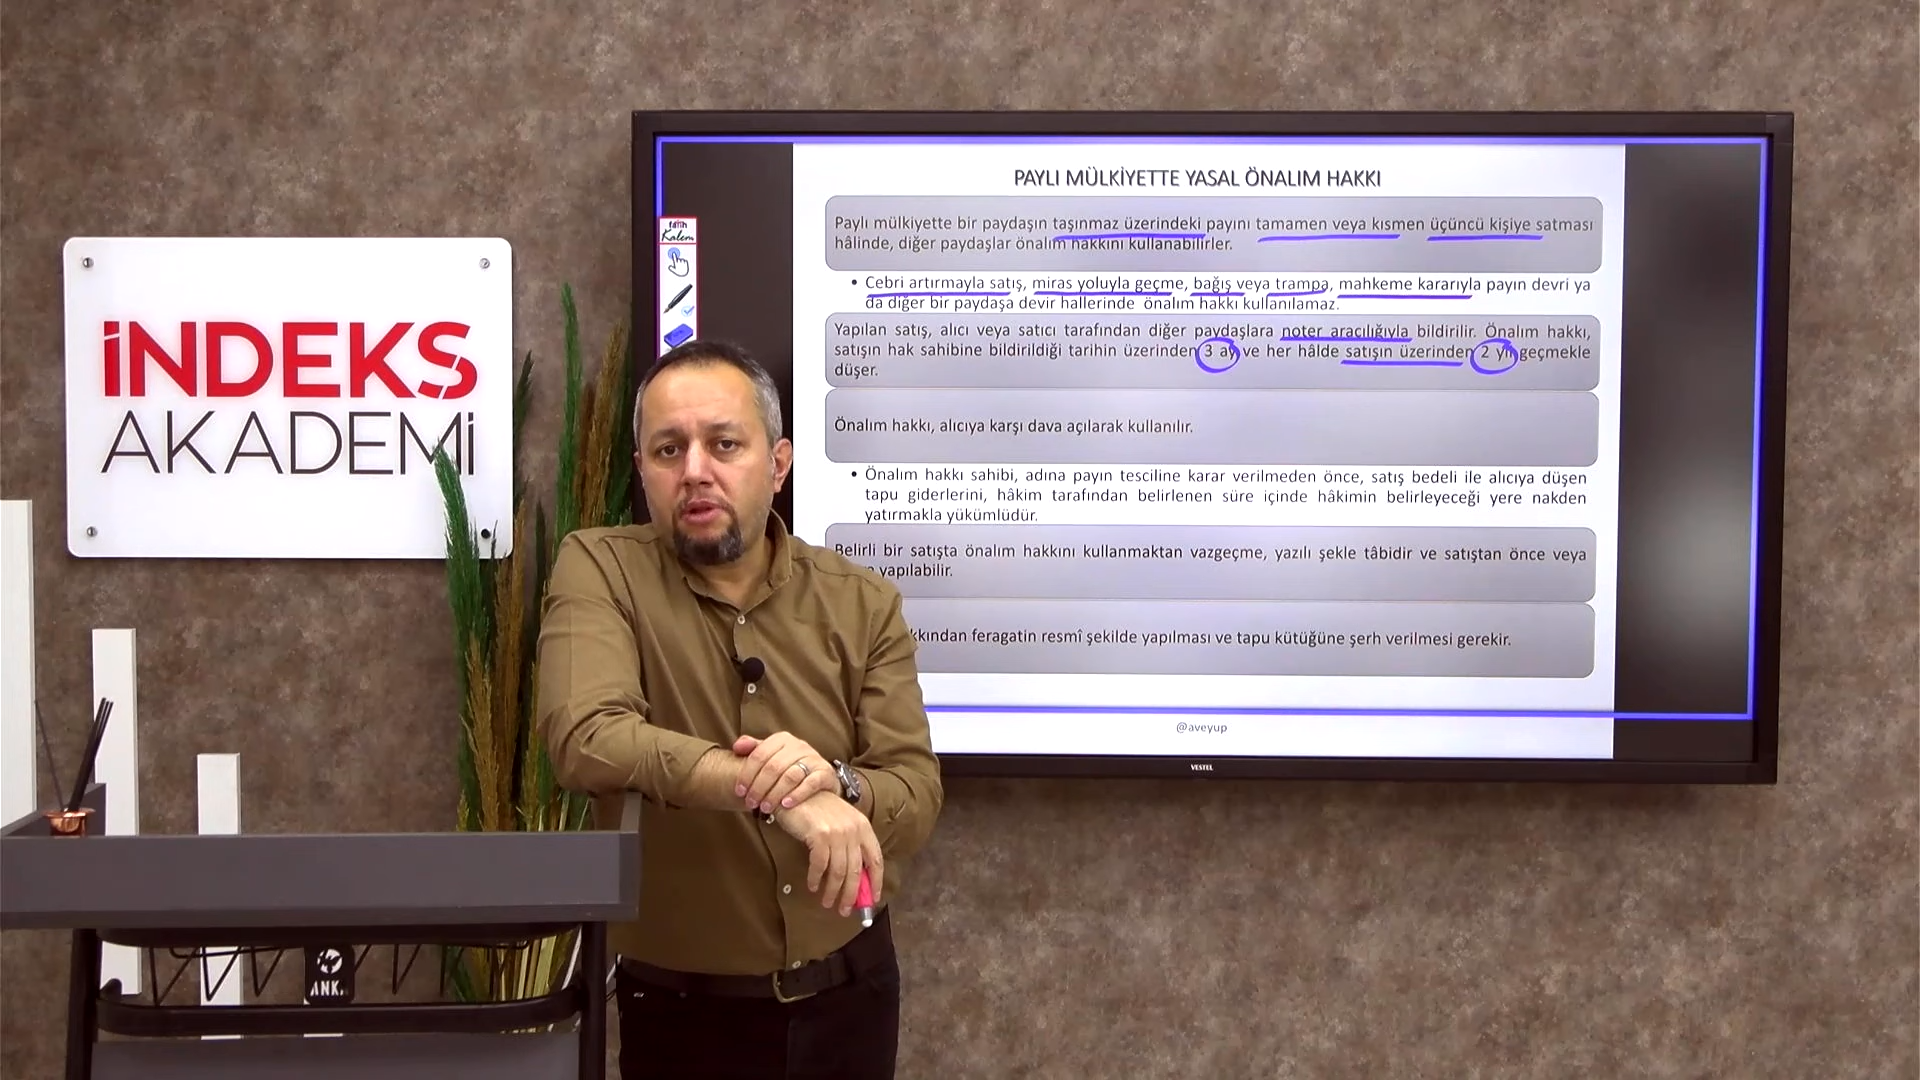 İNDEKS
AKADEMİ
fatih
Kalem
PAYLI MÜLKİYETTE YASAL ÖNALIM HAKKI
Paylı mülkiyette bir paydaşın taşınmaz üzerindeki payını tamamen veya kısmen üçüncü kişiye satması
hâlinde, diğer paydaşlar önalım hakkını kullanabilirler.
• Cebri artırmayla satış, miras yoluyla geçme, bağış veya trampa, mahkeme kararıyla payın devri ya
da diğer bir paydaşa devir hallerinde önalım hakkı kullanılamaz.
Yapılan satış, alıcı veya satıcı tarafından diğer paydaşlara noter aracılığıyla bildirilir. Önalım hakkı,
satışın hak sahibine bildirildiği tarihin üzerinden 3 ay ve her hâlde satışın üzerinden 2 yıl geçmekle
düşer.
Önalım hakkı, alıcıya karşı dava açılarak kullanılır.
• Önalım hakkı sahibi, adına payın tesciline karar verilmeden önce, satış bedeli ile alıcıya düşen
tapu giderlerini, hâkim tarafından belirlenen süre içinde hâkimin belirleyeceği yere nakden
yatırmakla yükümlüdür.
Belirli bir satışta önalım hakkını kullanmaktan vazgeçme, yazılı şekle tâbidir ve satıştan önce veya
yapılabilir.
feragatin resmî şekilde yapılması ve tapu kütüğüne şerh verilmesi gerekir.
@aveyup
VESTEL